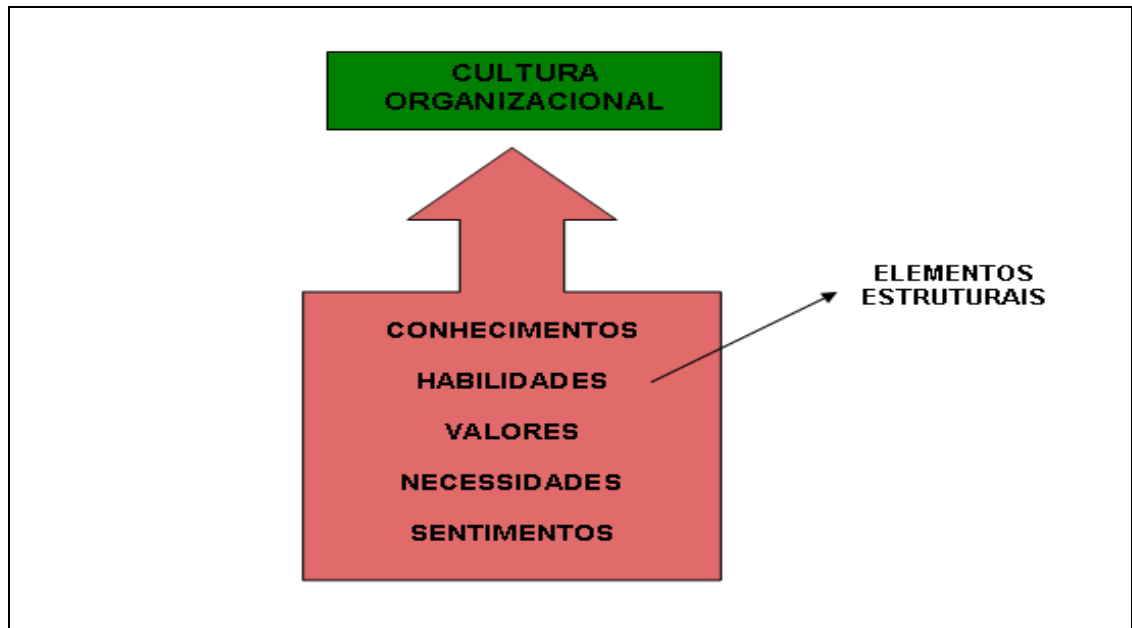 CULTURA
ORGANIZACIONAL
ELEMENTOS
ESTRUTURAIS
CONHECIMENTOS
HABILIDADES
VALORES
NECESSIDADES
SENTIMENTOS